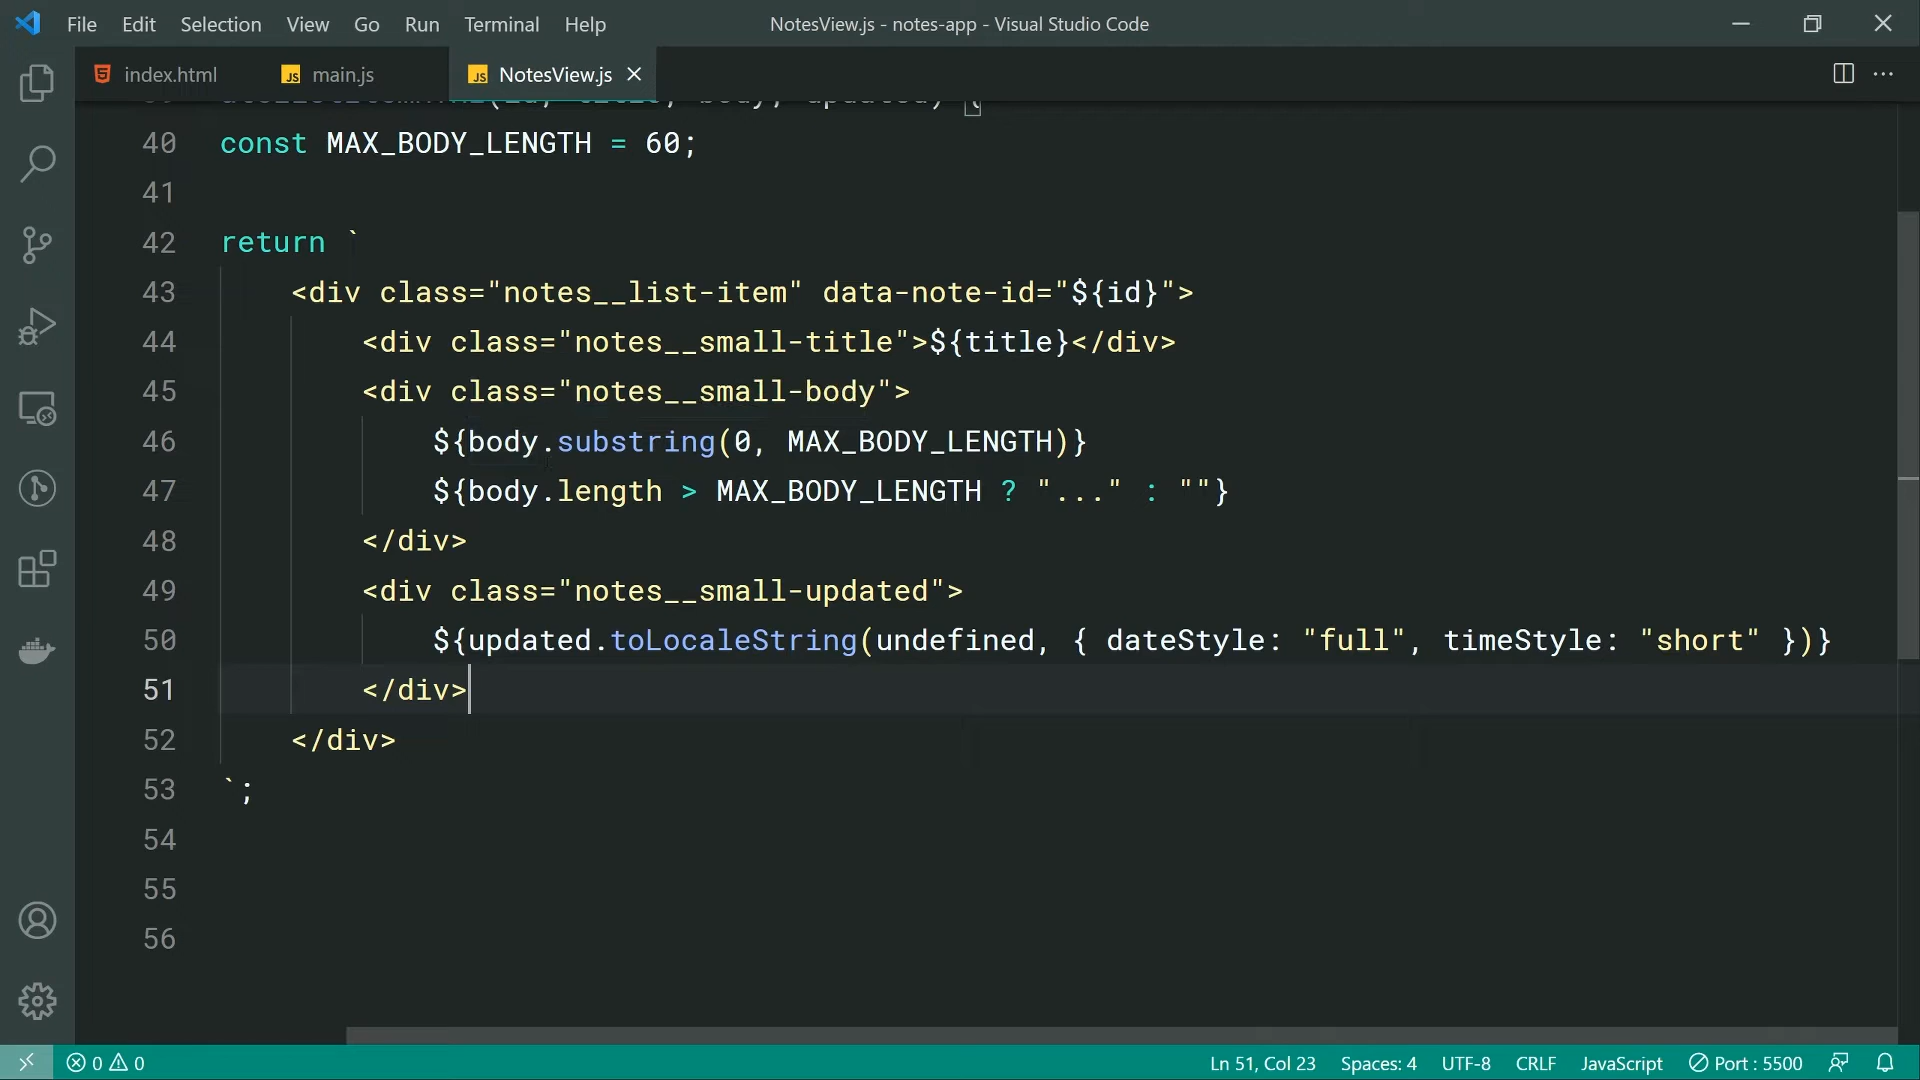 File Edit Selection View Go Run Terminal Help NotesView.js - notes-app - Visual Studio Code
index.html JS main.js JS NotesView.js
40 const MAX_BODY_LENGTH = 60;
41
42 return `
43 <div class="notes__list-item" data-note-id="${id}">
44 <div class="notes__small-title">${title}</div>
45 <div class="notes__small-body">
46 ${body.substring(0, MAX_BODY_LENGTH)}
47 ${body.length > MAX_BODY_LENGTH ? "..." : ""}
48 </div>
49 <div class="notes__small-updated">
50 ${updated.toLocaleString(undefined, { dateStyle: "full", timeStyle: "short" })}
51 </div>
52 </div>
53 `;
54
55
56
0 0 Ln 51, Col 23 Spaces: 4 UTF-8 CRLF JavaScript Port : 5500